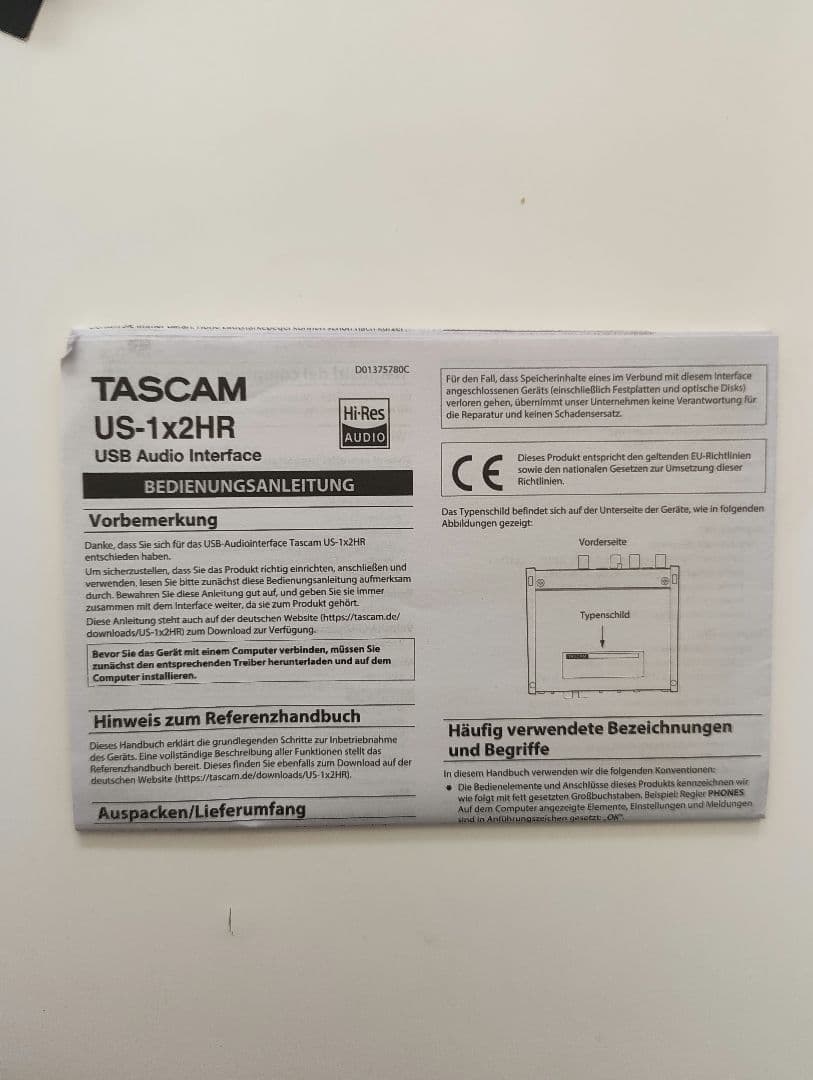 D01375780C
TASCAM
US-1x2HR
USB Audio Interface
Hi-Res
AUDIO
BEDIENUNGSANLEITUNG
Vorbemerkung
Danke, dass Sie sich für das USB-Audiointerface Tascam US-1x2HR
entschieden haben.
Um sicherzustellen, dass Sie das Produkt richtig einrichten, anschließen und
verwenden, lesen Sie bitte zunächst diese Bedienungsanleitung aufmerksam
durch. Bewahren Sie diese Anleitung gut auf, und geben Sie sie immer
zusammen mit dem Interface weiter, da sie zum Produkt gehört.
Diese Anleitung steht auch auf der deutschen Website (https://tascam.de/
downloads/US-1x2HR) zum Download zur Verfügung.
Bevor Sie das Gerät mit einem Computer verbinden, müssen Sie
zunächst den entsprechenden Treiber herunterladen und auf dem
Computer installieren.
Hinweis zum Referenzhandbuch
Dieses Handbuch erklärt die grundlegenden Schritte zur Inbetriebnahme
des Geräts. Eine vollständige Beschreibung aller Funktionen stellt das
Referenzhandbuch bereit. Dieses finden Sie ebenfalls zum Download auf der
deutschen Website (https://tascam.de/downloads/US-1x2HR).
Auspacken/Lieferumfang
Für den Fall, dass Speicherinhalte eines im Verbund mit diesem Interface
angeschlossenen Geräts (einschließlich Festplatten und optische Disks)
verloren gehen, übernimmt unser Unternehmen keine Verantwortung für
die Reparatur und keinen Schadensersatz.
CE
Dieses Produkt entspricht den geltenden EU-Richtlinien
sowie den nationalen Gesetzen zur Umsetzung dieser
Richtlinien.
Das Typenschild befindet sich auf der Unterseite der Geräte, wie in folgenden
Abbildungen gezeigt:
Vorderseite
Typenschild
TASCAM
Häufig verwendete Bezeichnungen
und Begriffe
In diesem Handbuch verwenden wir die folgenden Konventionen:
● Die Bedienelemente und Anschlüsse dieses Produkts kennzeichnen wir
wie folgt mit fett gesetzten Großbuchstaben. Beispiel: Regler PHONES
Auf dem Computer angezeigte Elemente, Einstellungen und Meldungen
sind in Anführungszeichen gesetzt: „OK“.